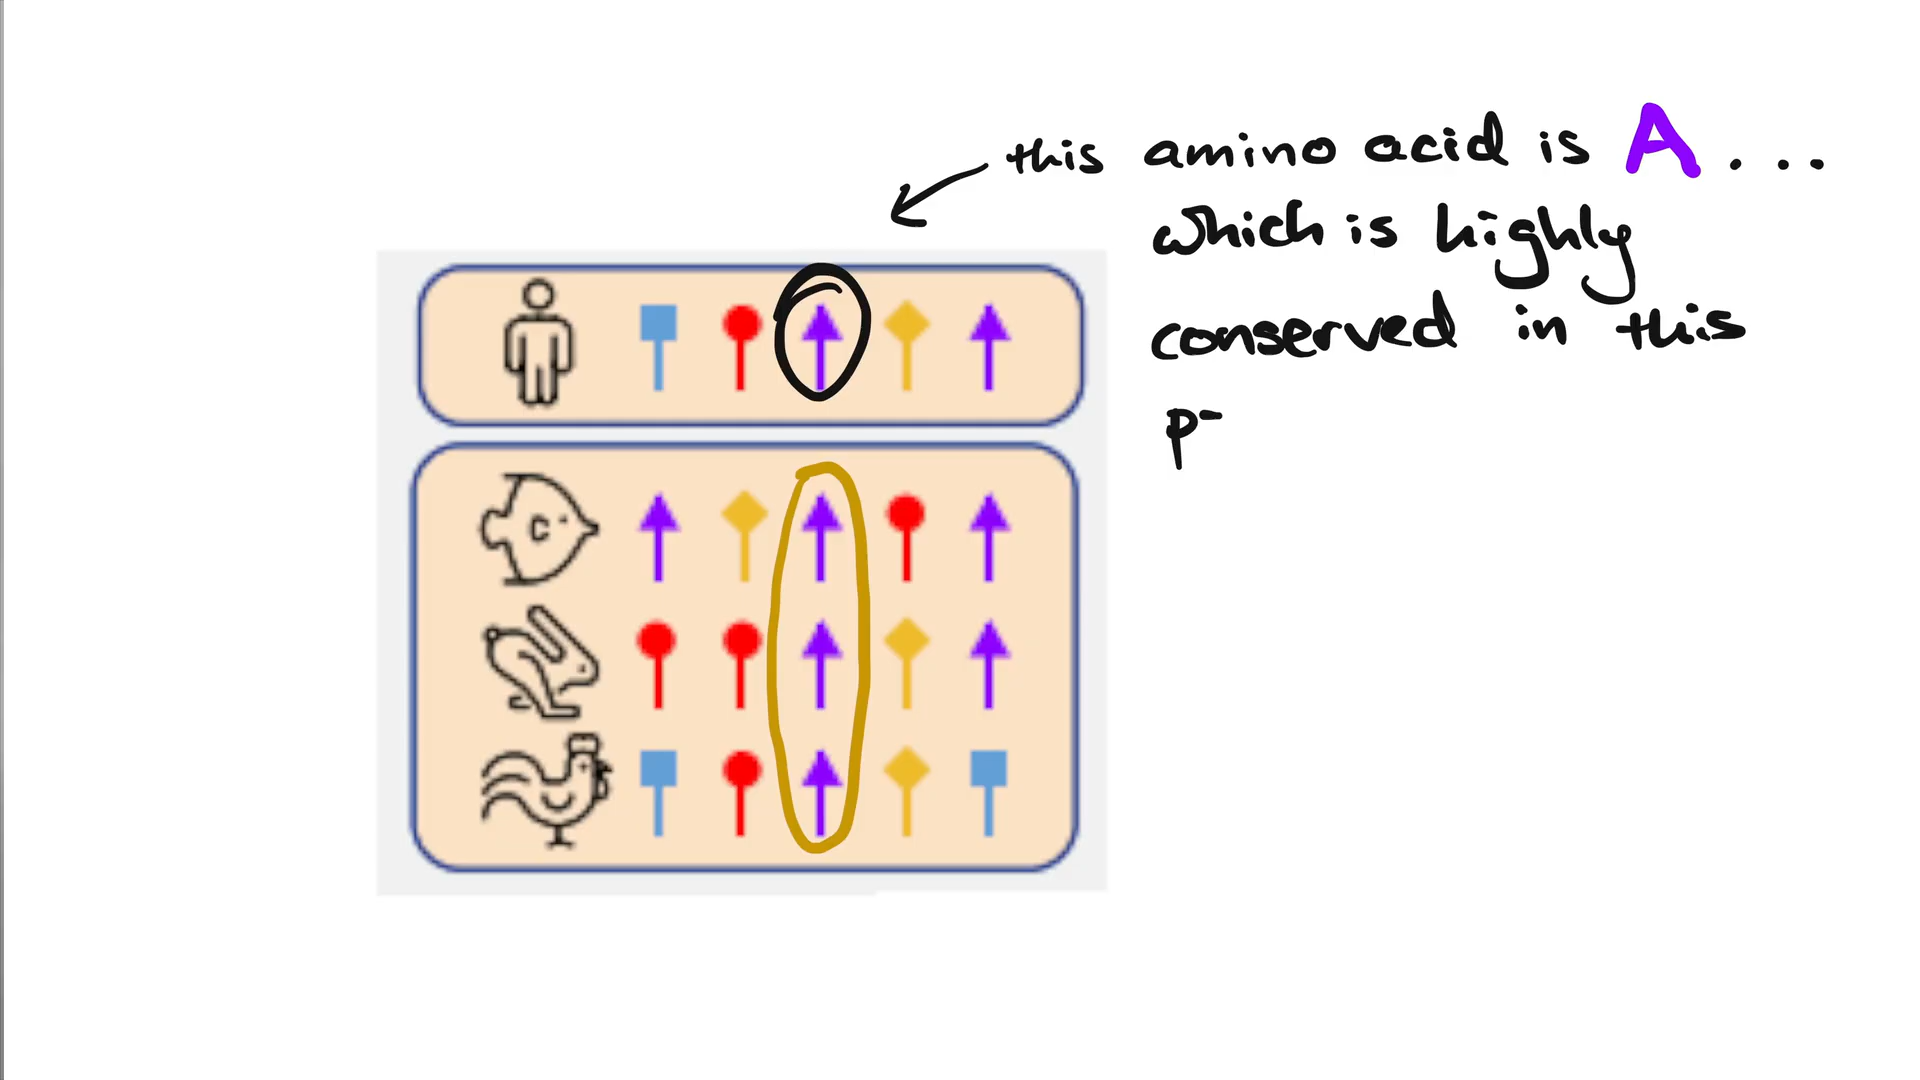 this amino acid is A...
which is highly
conserved in this
p